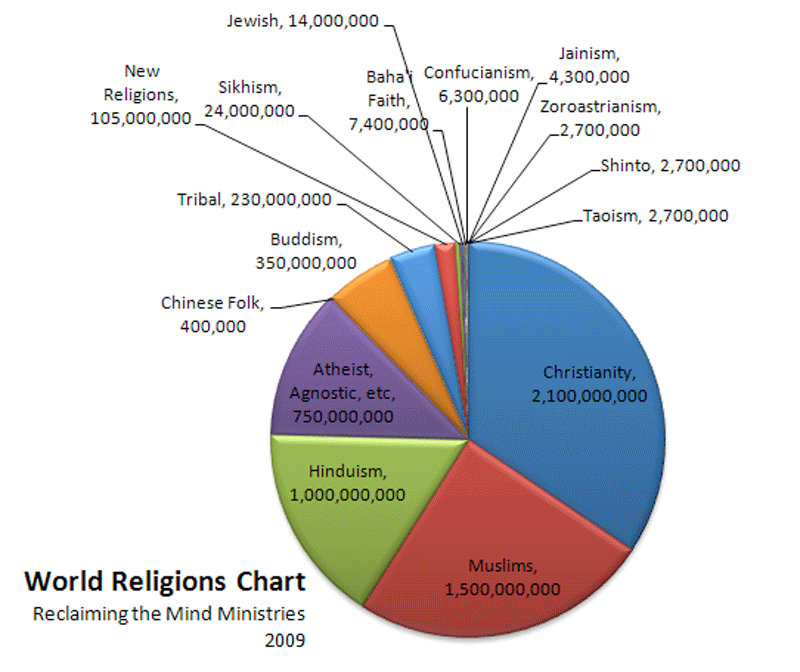 Jewish, 14,000,000
New
Religions,
105,000,000
Sikhism,
24,000,000
Baha'i
Faith,
7,400,000
Confucianism,
6,300,000
Jainism,
4,300,000
Zoroastrianism,
2,700,000
Shinto, 2,700,000
Taoism, 2,700,000
Tribal, 230,000,000
Buddism,
350,000,000
Chinese Folk,
400,000
Atheist,
Agnostic, etc,
750,000,000
Christianity,
2,100,000,000
Hinduism,
1,000,000,000
Muslims,
1,500,000,000
World Religions Chart
Reclaiming the Mind Ministries
2009